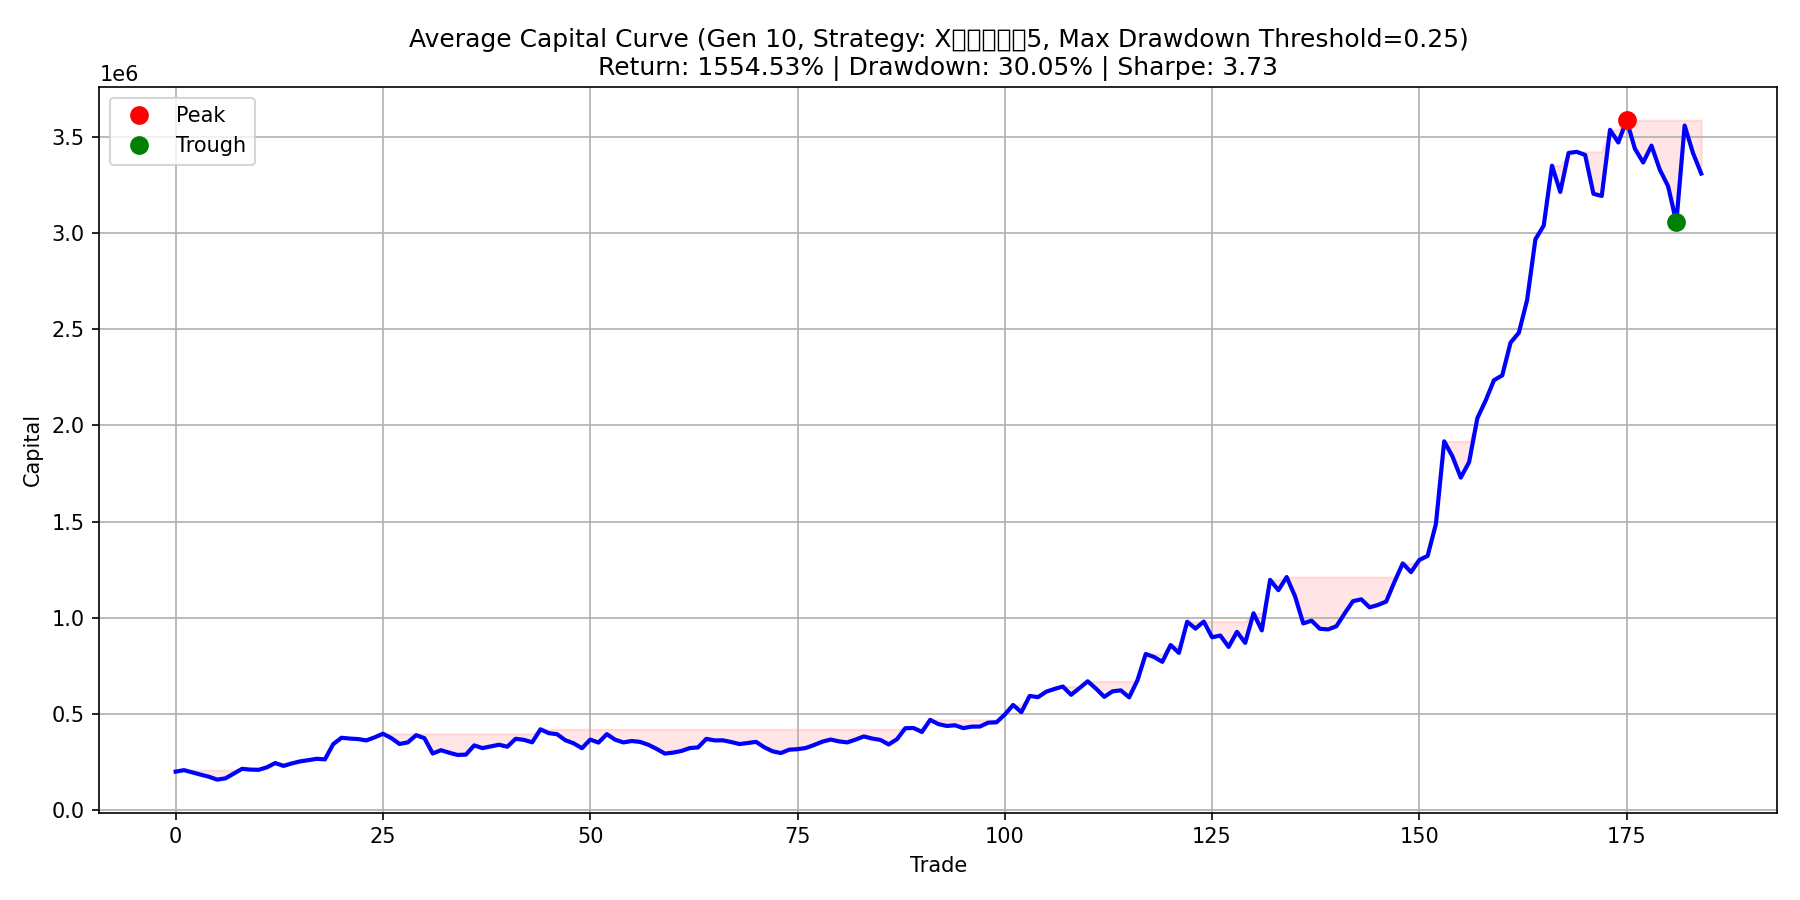 Average Capital Curve (Gen 10, Strategy: X□□□□□5, Max Drawdown Threshold=0.25)
Return: 1554.53% | Drawdown: 30.05% | Sharpe: 3.73
1e6
Peak
Trough
3.5
3.0
2.5
2.0
1.5
1.0
0.5
0.0
Capital
0
25
50
75
100
125
150
175
Trade